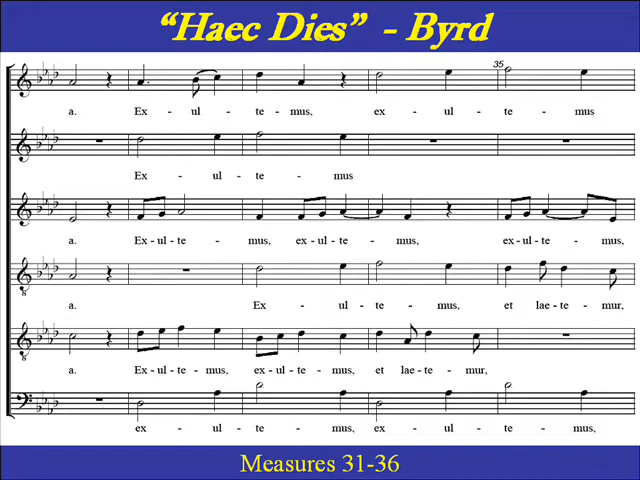 “Haec Dies” - Byrd
35
a. Ex - ul - te - mus, ex - ul - te - mus
Ex - ul - te - mus
a. Ex - ul - te - mus, ex - ul - te - mus, ex - ul - te - mus,
a. Ex - ul - te - mus, et lae - te - mur,
a. Ex - ul - te - mus, ex - ul - te - mus, et lae - te - mur,
ex - ul - te - mus, ex - ul - te - mus,
Measures 31-36